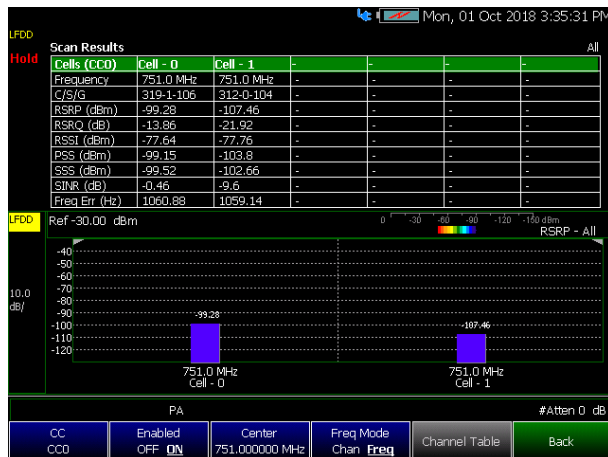 Mon, 01 Oct 2018 3:35:31 PM
LFDD
Hold
Scan Results All
Cells (CC0) Cell - 0 Cell - 1 - - - -
Frequency 751.0 MHz 751.0 MHz - - - -
C/S/G 319-1-106 312-0-104 - - - -
RSRP (dBm) -99.28 -107.46 - - - -
RSRQ (dB) -13.86 -21.92 - - - -
RSSI (dBm) -77.64 -77.76 - - - -
PSS (dBm) -99.15 -103.8 - - - -
SSS (dBm) -99.52 -102.66 - - - -
SINR (dB) -0.46 -9.6 - - - -
Freq Err (Hz) 1060.88 1059.14 - - - -
LFDD Ref -30.00 dBm 0 -30 -60 -90 -120 -150 dBm
RSRP - All
-40
-50
-60
-70
10.0
dB/
-80
-90
-99.28
-100
-107.46
-110
-120
751.0 MHz 751.0 MHz
Cell - 0 Cell - 1
PA #Atten 0 dB
CC Enabled Center Freq Mode Channel Table Back
CC0 OFF ON 751.000000 MHz Chan Freq